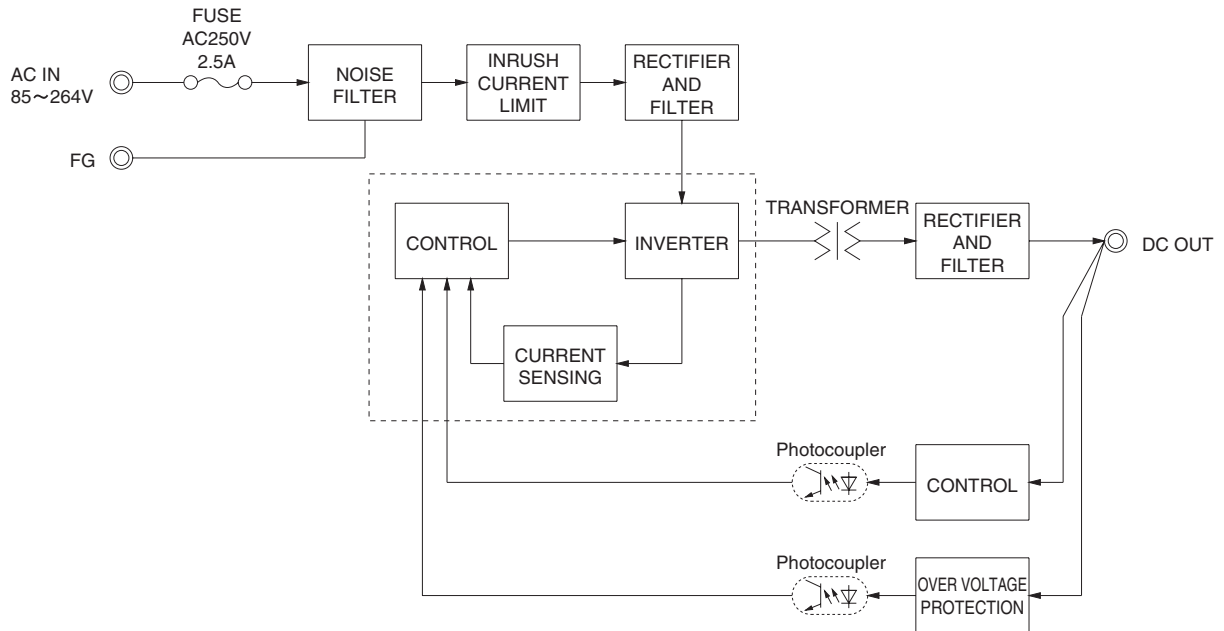 FUSE
AC250V
2.5A
AC IN
85～264V
NOISE
FILTER
INRUSH
CURRENT
LIMIT
RECTIFIER
AND
FILTER
FG
CONTROL
INVERTER
TRANSFORMER
RECTIFIER
AND
FILTER
DC OUT
CURRENT
SENSING
Photocoupler
CONTROL
Photocoupler
OVER VOLTAGE
PROTECTION